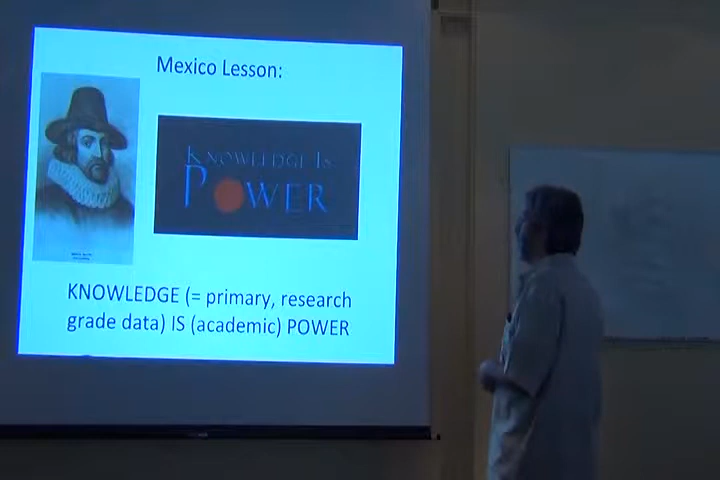 Mexico Lesson:
KNOWLEDGE IS
POWER
KNOWLEDGE (= primary, research
grade data) IS (academic) POWER